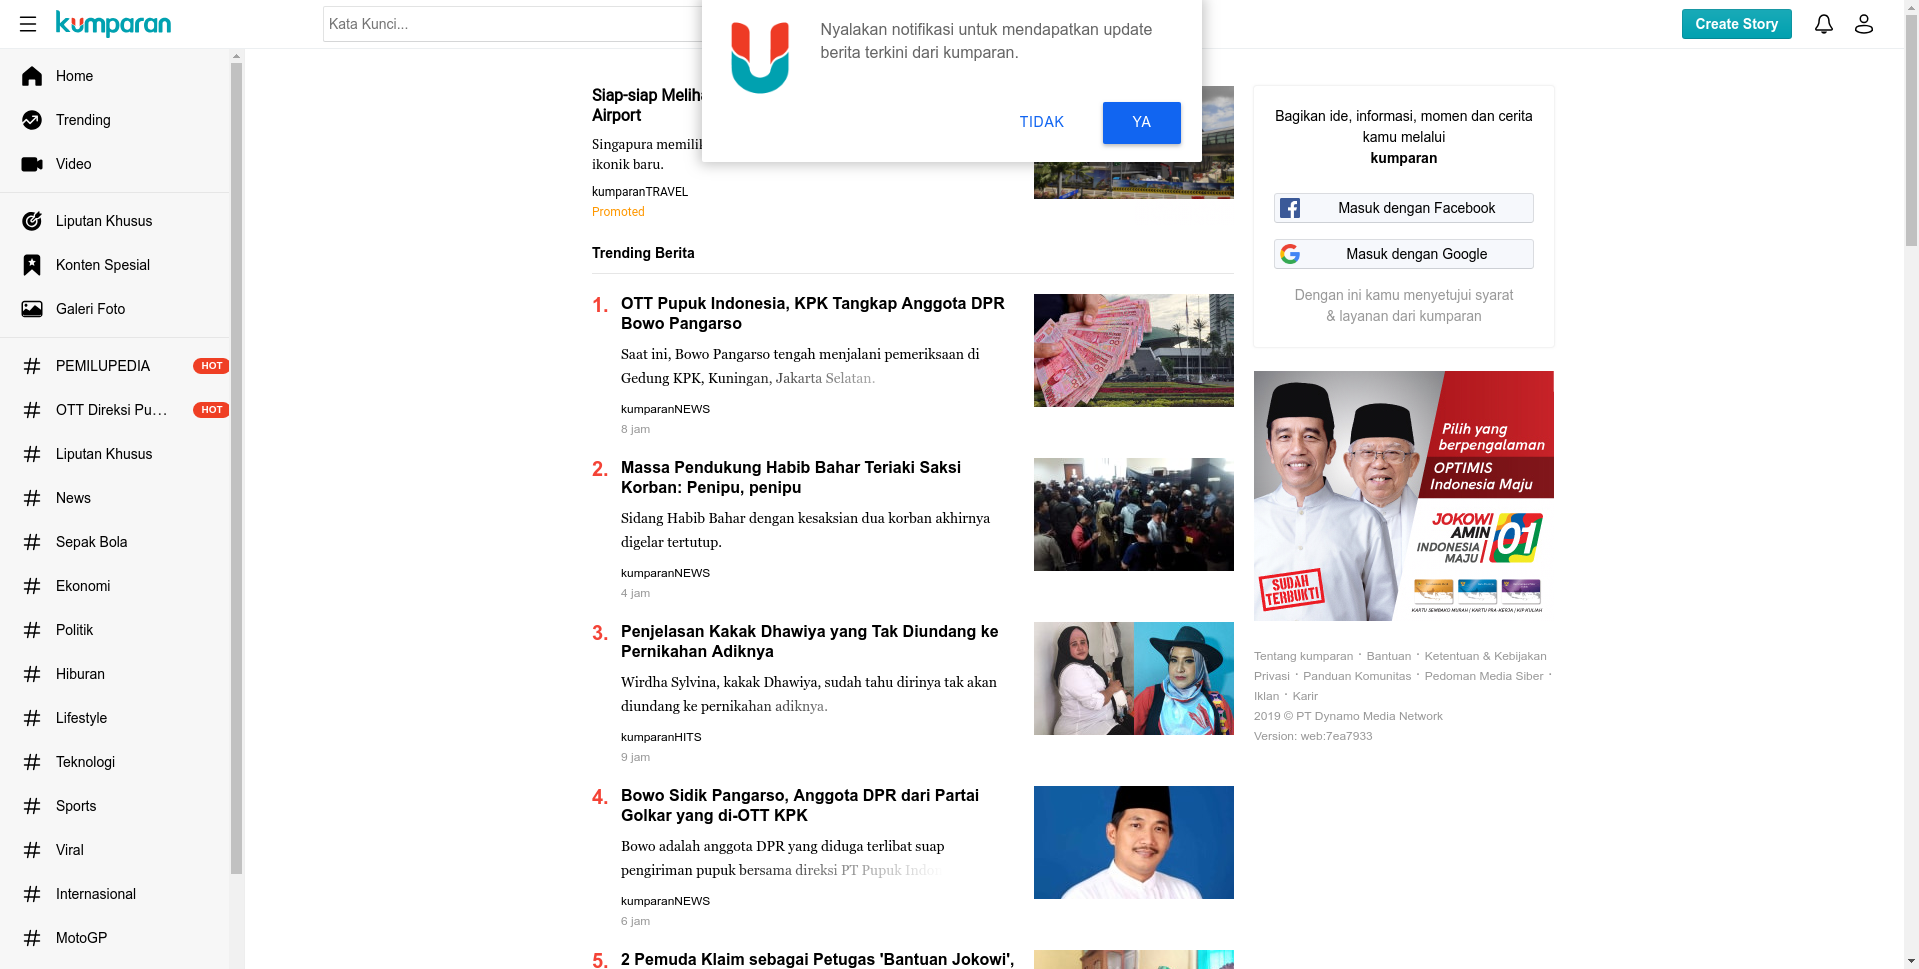 kumparan
Kata Kunci...
Nyalakan notifikasi untuk mendapatkan update
berita terkini dari kumparan.
TIDAK
YA
Create Story
Home
Trending
Video
Liputan Khusus
Konten Spesial
Galeri Foto
PEMILUPEDIA
HOT
OTT Direksi Pu...
HOT
Liputan Khusus
News
Sepak Bola
Ekonomi
Politik
Hiburan
Lifestyle
Teknologi
Sports
Viral
Internasional
MotoGP
Siap-siap
Airport
Singapura
ikonik baru.
kumparanTRAVEL
Promoted
Trending Berita
1.
OTT Pupuk Indonesia, KPK Tangkap Anggota DPR
Bowo Pangarso
Saat ini, Bowo Pangarso tengah menjalani pemeriksaan di
Gedung KPK, Kuningan, Jakarta Selatan.
kumparanNEWS
8 jam
2.
Massa Pendukung Habib Bahar Teriaki Saksi
Korban: Penipu, penipu
Sidang Habib Bahar dengan kesaksian dua korban akhirnya
digelar tertutup.
kumparanNEWS
4 jam
3.
Penjelasan Kakak Dhawiya yang Tak Diundang ke
Pernikahan Adiknya
Wirdha Sylvina, kakak Dhawiya, sudah tahu dirinya tak akan
diundang ke pernikahan adiknya.
kumparanHITS
9 jam
4.
Bowo Sidik Pangarso, Anggota DPR dari Partai
Golkar yang di-OTT KPK
Bowo adalah anggota DPR yang diduga terlibat suap
pengiriman pupuk bersama direksi PT Pupuk
kumparanNEWS
6 jam
5.
2 Pemuda Klaim sebagai Petugas 'Bantuan Jokowi',
Bagikan ide, informasi, momen dan cerita
kamu melalui
kumparan
Masuk dengan Facebook
Masuk dengan Google
Dengan ini kamu menyetujui syarat
& layanan dari kumparan
Pilih yang
berpengalaman
OPTIMIS
Indonesia Maju
JOKOWI
AMIN
INDONESIA
MAJU
01
SUDAH
TERBUKTI
KARTU SEMBAKO MURAH | KARTU PRA-KERJA | KIP KULIAH
Tentang kumparan · Bantuan · Ketentuan & Kebijakan
Privasi · Panduan Komunitas · Pedoman Media Siber ·
Iklan · Karir
2019 © PT Dynamo Media Network
Version: web:7ea7933